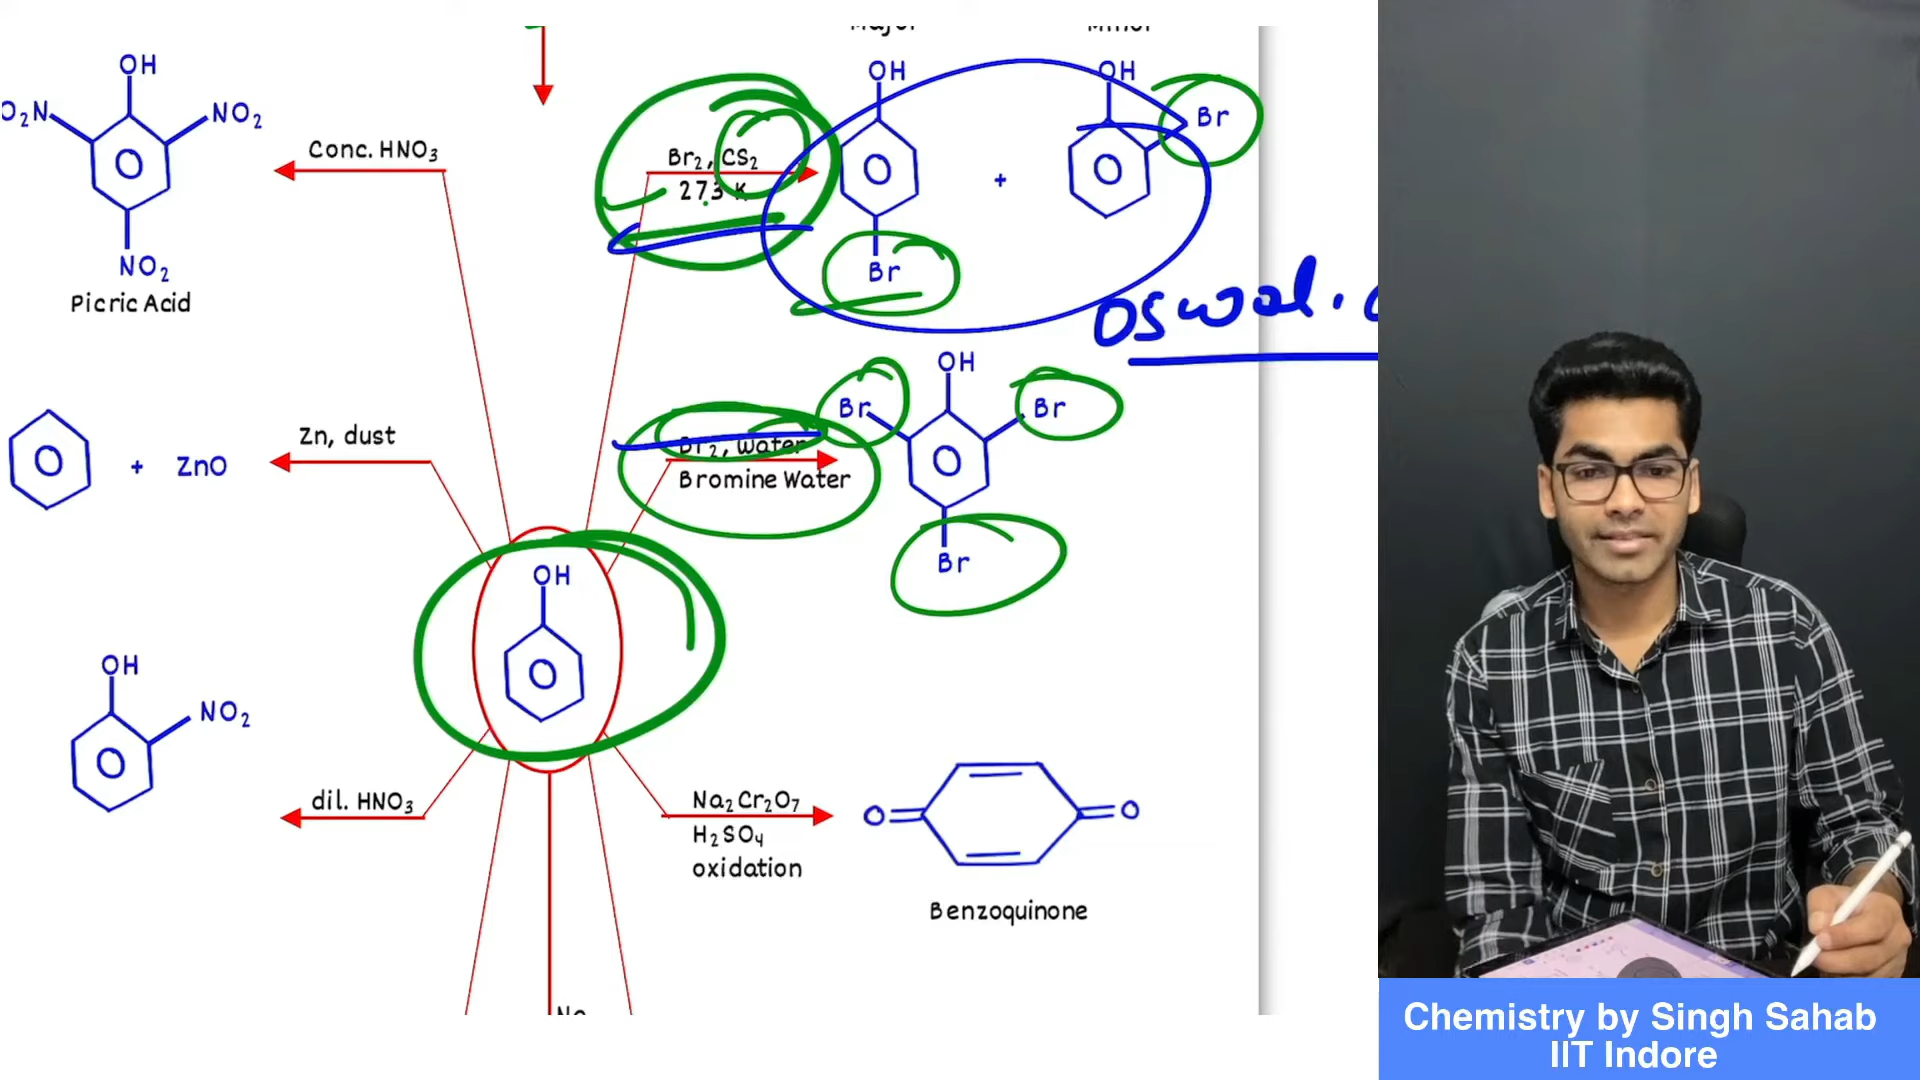 OH
O₂N
NO₂
NO₂
Picric Acid
Conc. HNO₃
Br₂, CS₂
273 K
OH
Br
+
OH
Br
Oswal.
Zn, dust
+ ZnO
Br₂, Water
Bromine Water
OH
Br
Br
Br
OH
OH
NO₂
dil. HNO₃
Na₂Cr₂O₇
H₂SO₄
oxidation
O
O
Benzoquinone
Chemistry by Singh Sahab
IIT Indore